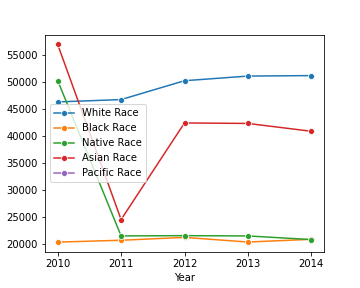 55000
50000
45000
40000
35000
30000
25000
20000
White Race
Black Race
Native Race
Asian Race
Pacific Race
2010 2011 2012 2013 2014
Year